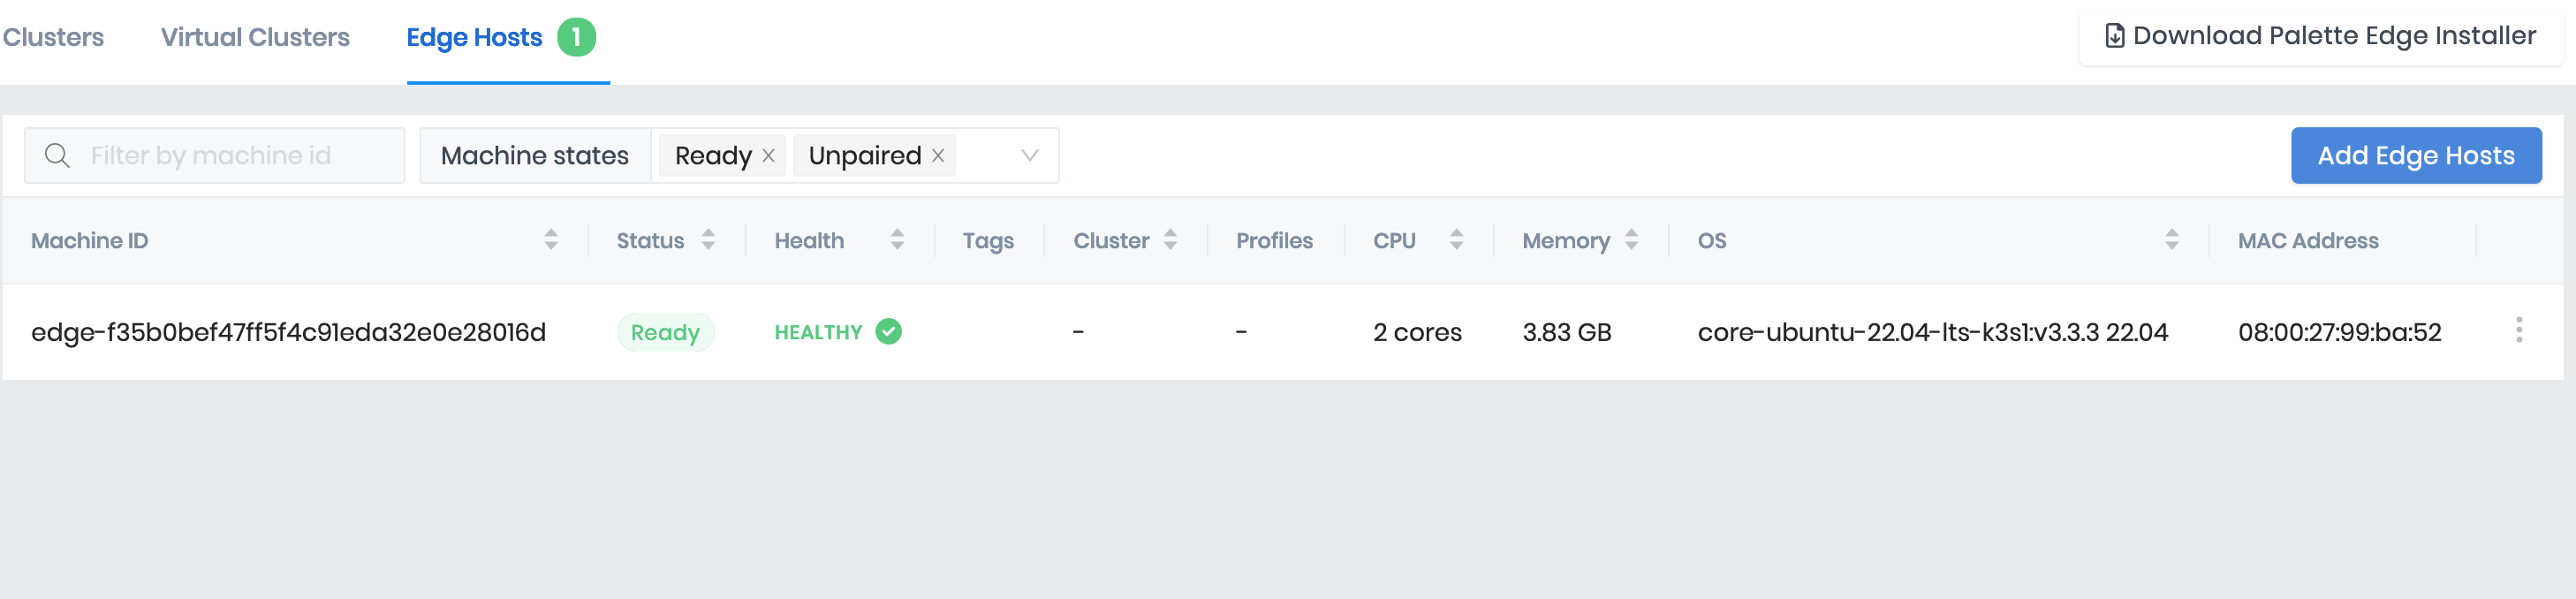 Clusters Virtual Clusters Edge Hosts 1 Download Palette Edge Installer
Filter by machine id Machine states Ready Unpaired Add Edge Hosts
Machine ID Status Health Tags Cluster Profiles CPU Memory OS MAC Address
edge-f35b0bef47ff5f4c91eda32e0e28016d Ready HEALTHY - - 2 cores 3.83 GB core-ubuntu-22.04-lts-k3s1:v3.3.3 22.04 08:00:27:99:ba:52